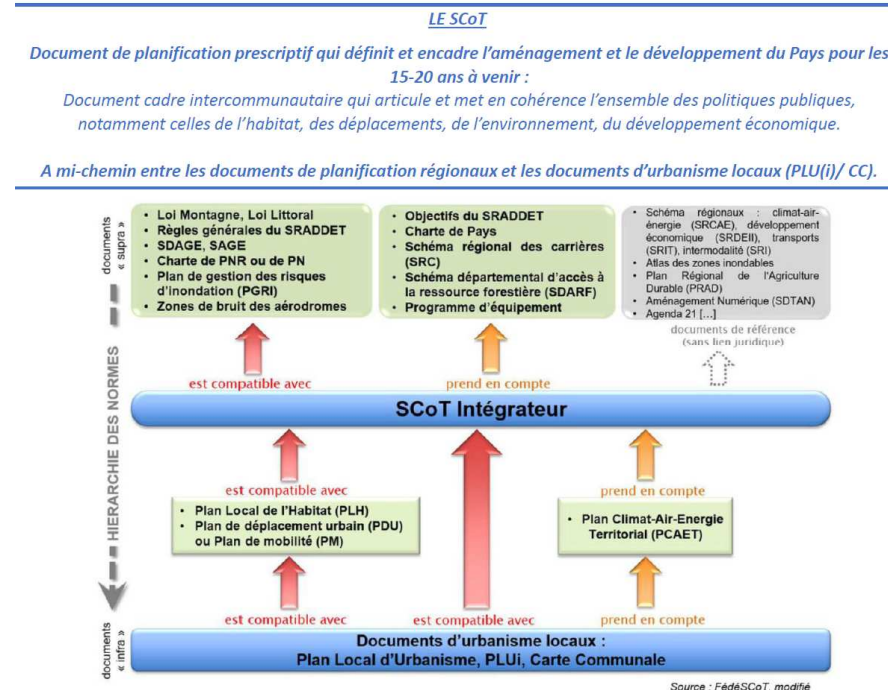 LE SCoT
Document de planification prescriptif qui définit et encadre l’aménagement et le développement du Pays pour les
15-20 ans à venir :
Document cadre intercommunautaire qui articule et met en cohérence l’ensemble des politiques publiques,
notamment celles de l’habitat, des déplacements, de l’environnement, du développement économique.
A mi-chemin entre les documents de planification régionaux et les documents d’urbanisme locaux (PLU(i)/ CC).
documents
« supra »
• Loi Montagne, Loi Littoral
• Règles générales du SRADDET
• SDAGE, SAGE
• Charte de PNR ou de PN
• Plan de gestion des risques
d’inondation (PGRI)
• Zones de bruit des aérodromes
• Objectifs du SRADDET
• Charte de Pays
• Schéma régional des carrières
(SRC)
• Schéma départemental d’accès à
la ressource forestière (SDARF)
• Programme d’équipement
• Schéma régionaux : climat-air-
énergie (SRCAE), développement
économique (SRDEII), transports
(SRIT), intermodalité (SRI)
• Atlas des zones inondables
• Plan Régional de l'Agriculture
Durable (PRAD)
• Aménagement Numérique (SDTAN)
• Agenda 21 [...]
documents de référence
(sans lien juridique)
est compatible avec
prend en compte
SCoT Intégrateur
HIERARCHIE DES NORMES
est compatible avec
prend en compte
• Plan Local de l’Habitat (PLH)
• Plan de déplacement urbain (PDU)
ou Plan de mobilité (PM)
• Plan Climat-Air-Energie
Territorial (PCAET)
est compatible avec
est compatible avec
prend en compte
documents
« infra »
Documents d’urbanisme locaux :
Plan Local d’Urbanisme, PLUi, Carte Communale
Source : FédéSCoT, modifié